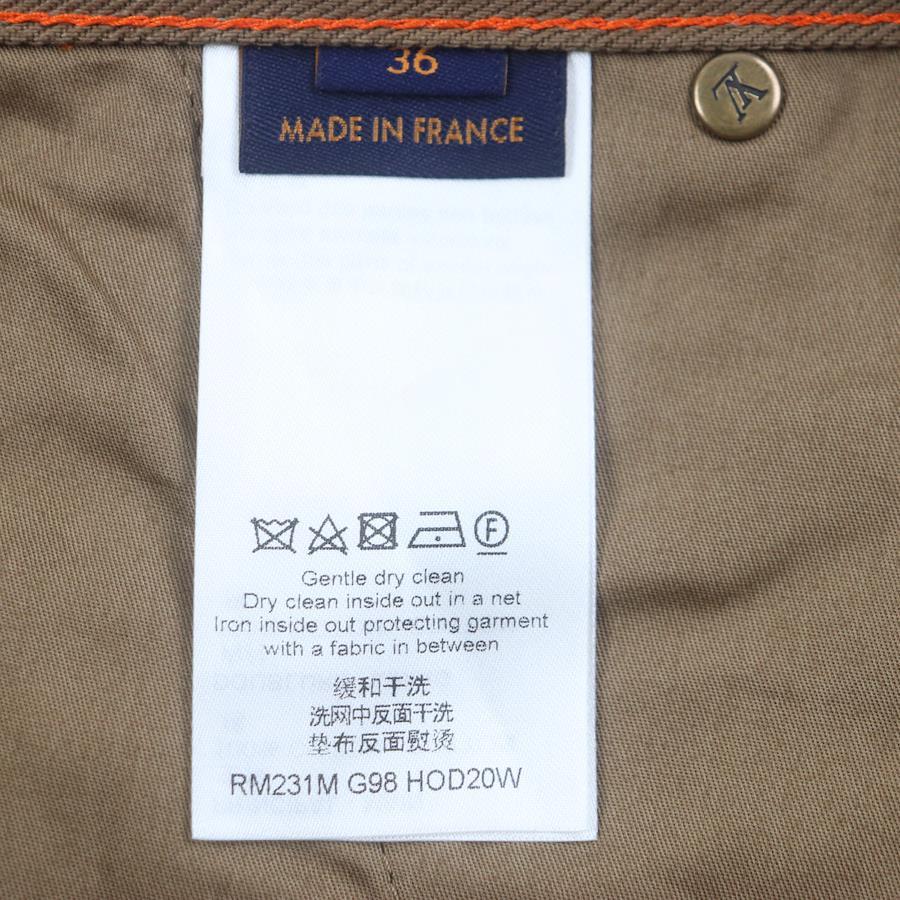 36
MADE IN FRANCE
LV
F
Gentle dry clean
Dry clean inside out in a net
Iron inside out protecting garment
with a fabric in between
缓和干洗
洗网中反面干洗
垫布反面熨烫
RM231M G98 HOD20W